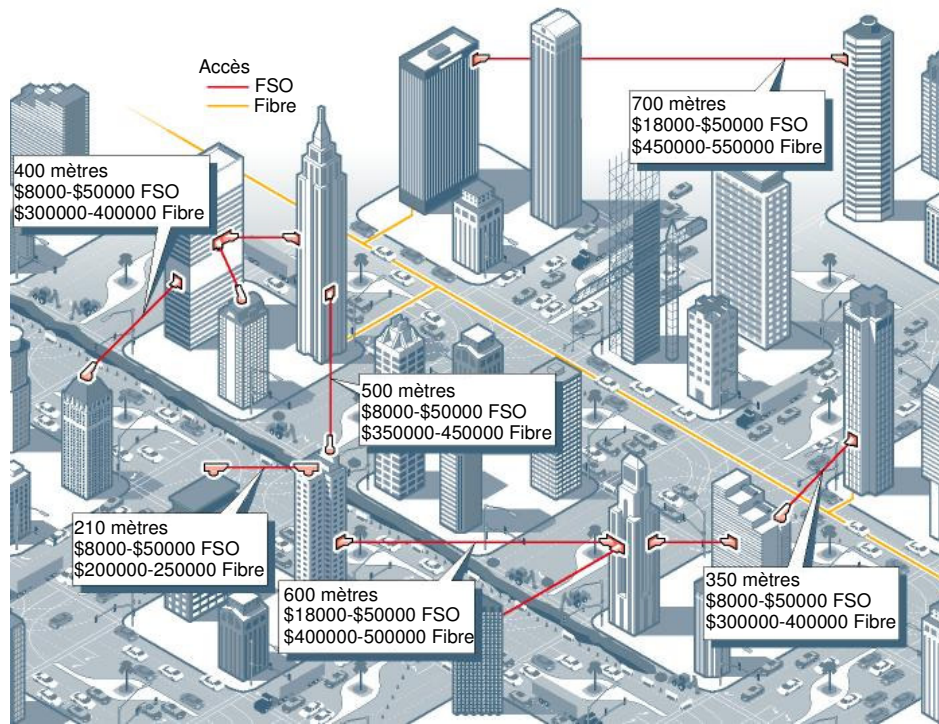 Accès
FSO
Fibre
700 mètres
$18000-$50000 FSO
$450000-550000 Fibre
400 mètres
$8000-$50000 FSO
$300000-400000 Fibre
500 mètres
$8000-$50000 FSO
$350000-450000 Fibre
210 mètres
$8000-$50000 FSO
$200000-250000 Fibre
600 mètres
$18000-$50000 FSO
$400000-500000 Fibre
350 mètres
$8000-$50000 FSO
$300000-400000 Fibre